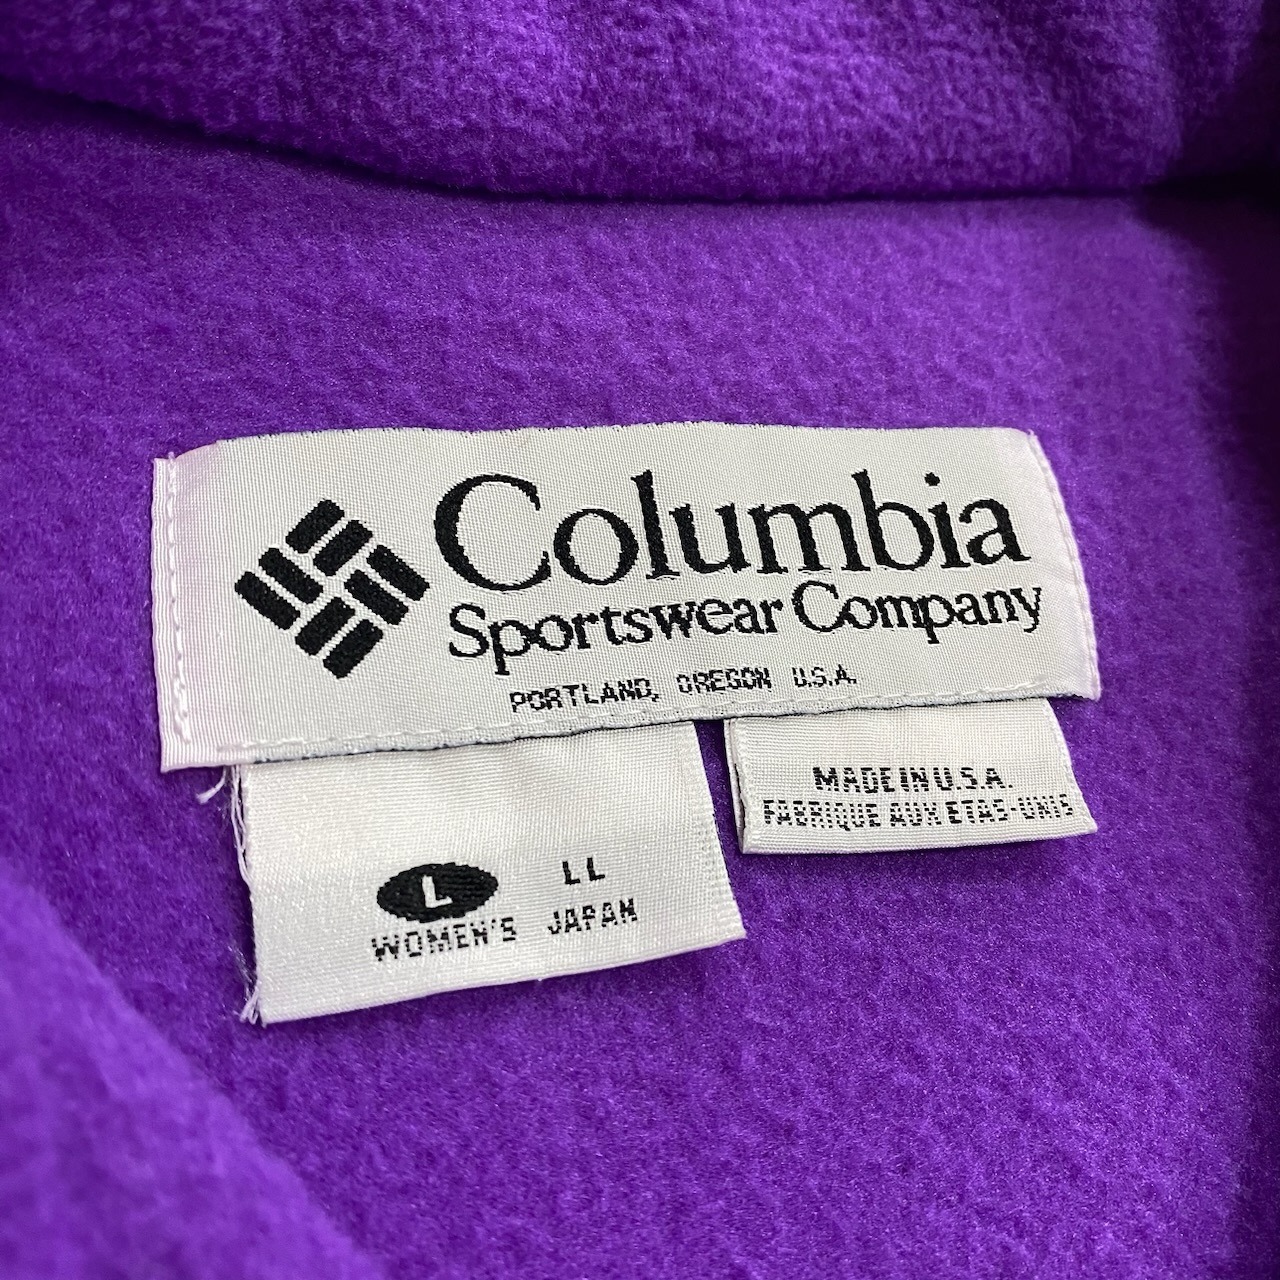 Columbia
Sportswear Company
PORTLAND, OREGON U.S.A.
MADE IN U.S.A.
FABRIQUE AUX ETAS-UNIS
L LL
WOMEN'S JAPAN